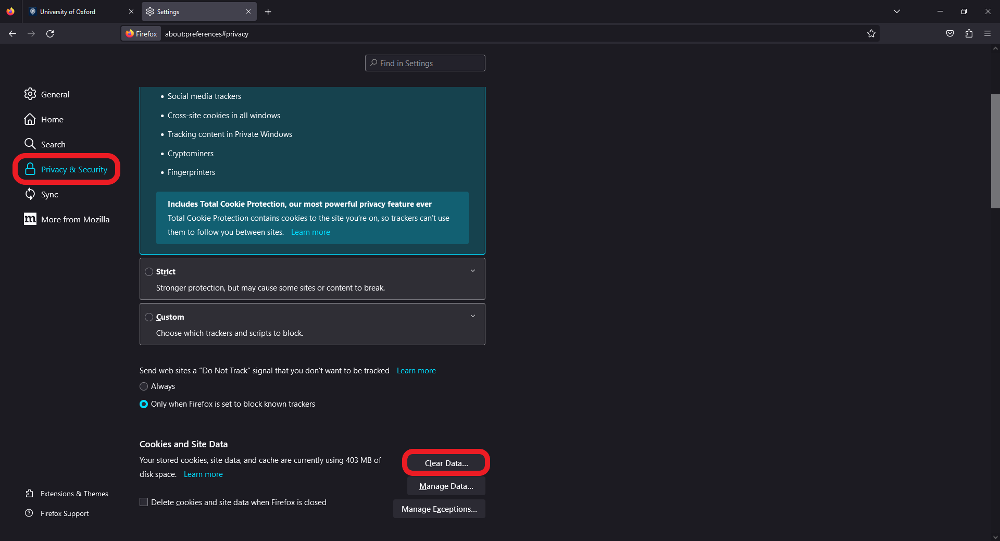 University of Oxford
Settings
Firefox about:preferences#privacy
Find in Settings
General
Home
Search
Privacy & Security
Sync
m More from Mozilla
Extensions & Themes
Firefox Support
Social media trackers
Cross-site cookies in all windows
Tracking content in Private Windows
Cryptominers
Fingerprinters
Includes Total Cookie Protection, our most powerful privacy feature ever
Total Cookie Protection contains cookies to the site you’re on, so trackers can’t use
them to follow you between sites. Learn more
Strict
Stronger protection, but may cause some sites or content to break.
Custom
Choose which trackers and scripts to block.
Send web sites a “Do Not Track” signal that you don’t want to be tracked Learn more
Always
Only when Firefox is set to block known trackers
Cookies and Site Data
Your stored cookies, site data, and cache are currently using 403 MB of
disk space. Learn more
Delete cookies and site data when Firefox is closed
Clear Data...
Manage Data...
Manage Exceptions...